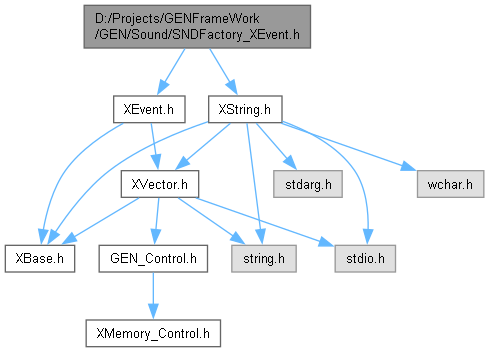 D:/Projects/GENFrameWork
/GEN/Sound/SNDFactory_XEvent.h
XEvent.h
XString.h
XVector.h
stdarg.h
wchar.h
XBase.h
GEN_Control.h
string.h
stdio.h
XMemory_Control.h